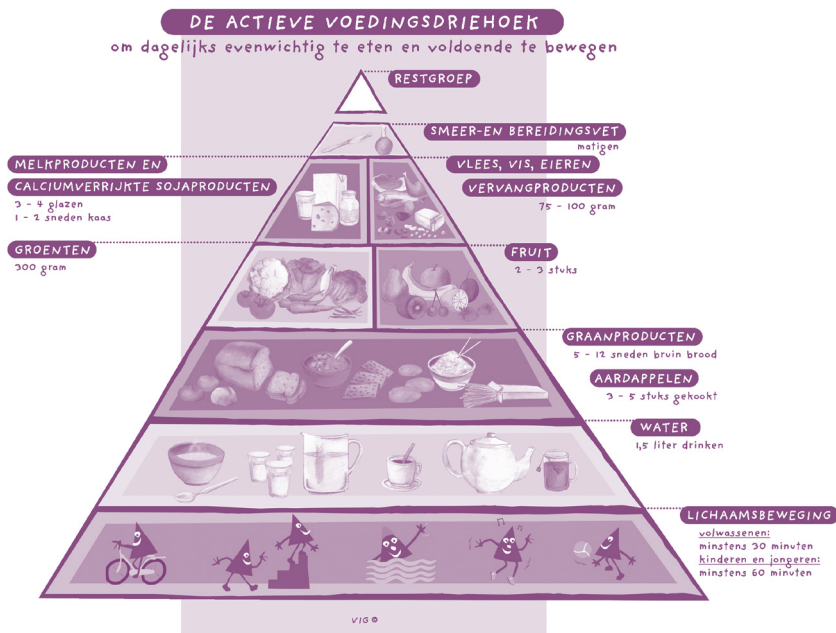 DE ACTIEVE VOEDINGSDRIEHOEK
om dagelijks evenwichtig te eten en voldoende te bewegen
RESTGROEP
SMEER-EN BEREIDINGSVET
matigen
MELKPRODUCTEN EN
CALCIUMVERRIJKTE SOJAPRODUCTEN
3 - 4 glazen
1 - 2 sneden kaas
VLEES, VIS, EIEREN
VERVANGPRODUCTEN
75 - 100 gram
GROENTEN
300 gram
FRUIT
2 - 3 stuks
GRAANPRODUCTEN
5 - 12 sneden bruin brood
AARDAPPELEN
3 - 5 stuks gekookt
WATER
1,5 liter drinken
LICHAAMSBEWEGING
volwassenen:
minstens 30 minuten
kinderen en jongeren:
minstens 60 minuten
VIG©